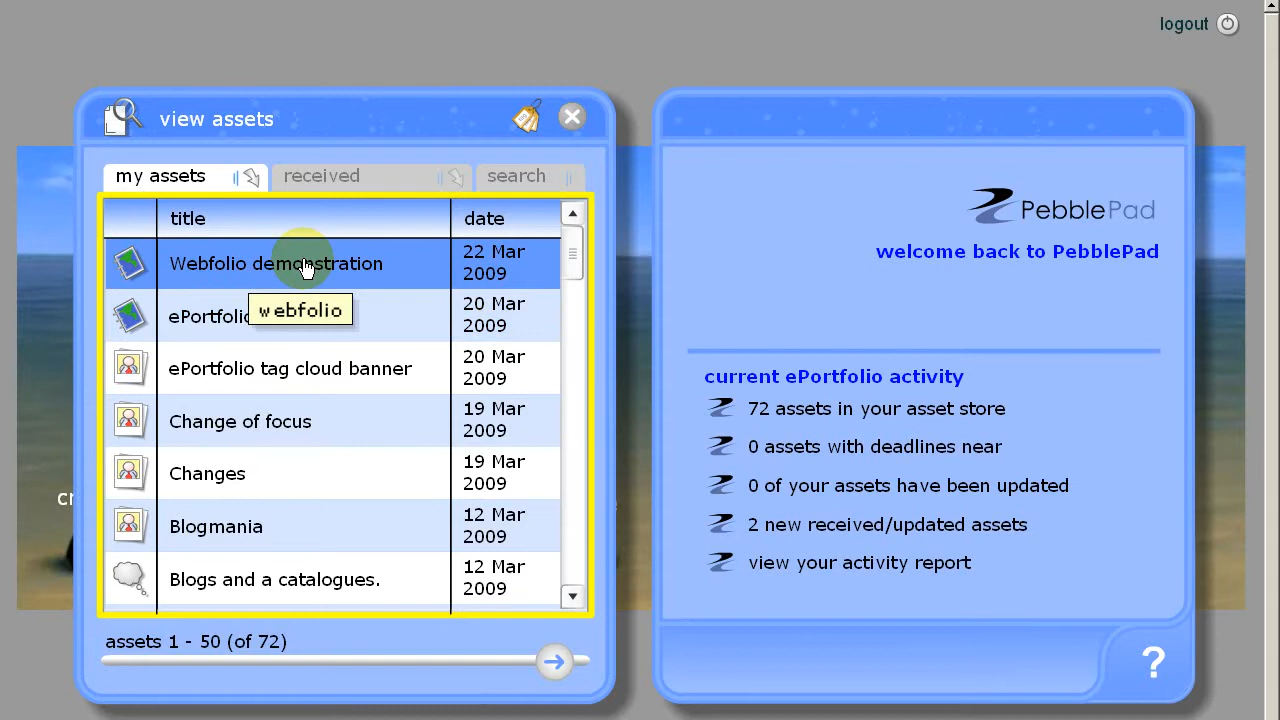 logout
view assets
my assets
received
search
title
date
Webfolio demonstration
22 Mar
2009
webfolio
ePortfolio
20 Mar
2009
ePortfolio tag cloud banner
20 Mar
2009
Change of focus
19 Mar
2009
Changes
19 Mar
2009
Blogmania
12 Mar
2009
Blogs and a catalogues.
12 Mar
2009
assets 1 - 50 (of 72)
PebblePad
welcome back to PebblePad
current ePortfolio activity
72 assets in your asset store
0 assets with deadlines near
0 of your assets have been updated
2 new received/updated assets
view your activity report
?